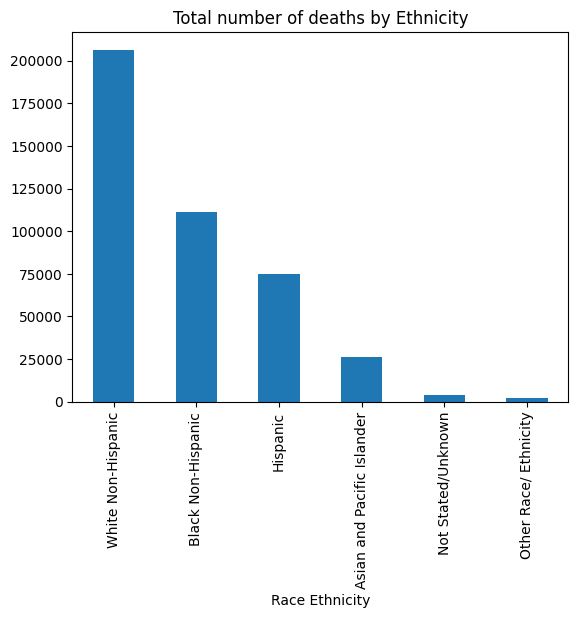 Total number of deaths by Ethnicity
200000
175000
150000
125000
100000
75000
50000
25000
0
White Non-Hispanic
Black Non-Hispanic
Hispanic
Asian and Pacific Islander
Not Stated/Unknown
Other Race/ Ethnicity
Race Ethnicity